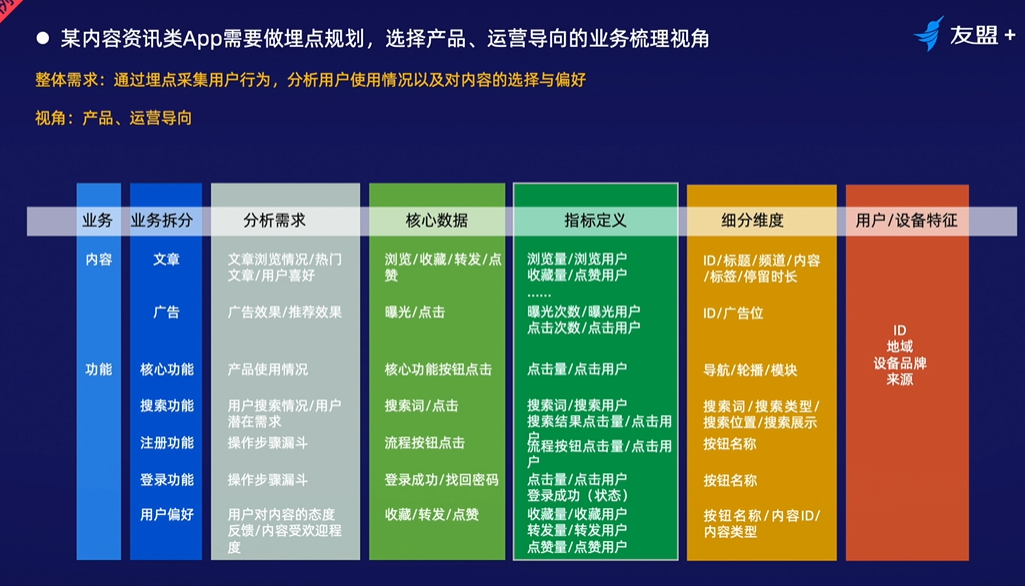 例
● 某内容资讯类App需要做埋点规划，选择产品、运营导向的业务梳理视角
友盟+
整体需求：通过埋点采集用户行为，分析用户使用情况以及对内容的选择与偏好
视角：产品、运营导向
业务 业务拆分 分析需求 核心数据 指标定义 细分维度 用户/设备特征
内容 文章
文章浏览情况/热门
文章/用户喜好
浏览/收藏/转发/点
赞
浏览量/浏览用户
收藏量/点赞用户
......
ID/标题/频道/内容
/标签/停留时长
广告 广告效果/推荐效果 曝光/点击
曝光次数/曝光用户
点击次数/点击用户
ID/广告位
功能 核心功能 产品使用情况 核心功能按钮点击 点击量/点击用户 导航/轮播/模块
搜索功能
用户搜索情况/用户
潜在需求
搜索词/点击
搜索词/搜索用户
搜索结果点击量/点击用
户
搜索词/搜索类型/
搜索位置/搜索展示
注册功能 操作步骤漏斗 流程按钮点击
流程按钮点击量/点击用
户
按钮名称
登录功能 操作步骤漏斗 登录成功/找回密码
点击量/点击用户
登录成功（状态）
按钮名称
用户偏好
用户对内容的态度
反馈/内容受欢迎程
度
收藏/转发/点赞
收藏量/收藏用户
转发量/转发用户
点赞量/点赞用户
按钮名称/内容ID/
内容类型
ID
地域
设备品牌
来源